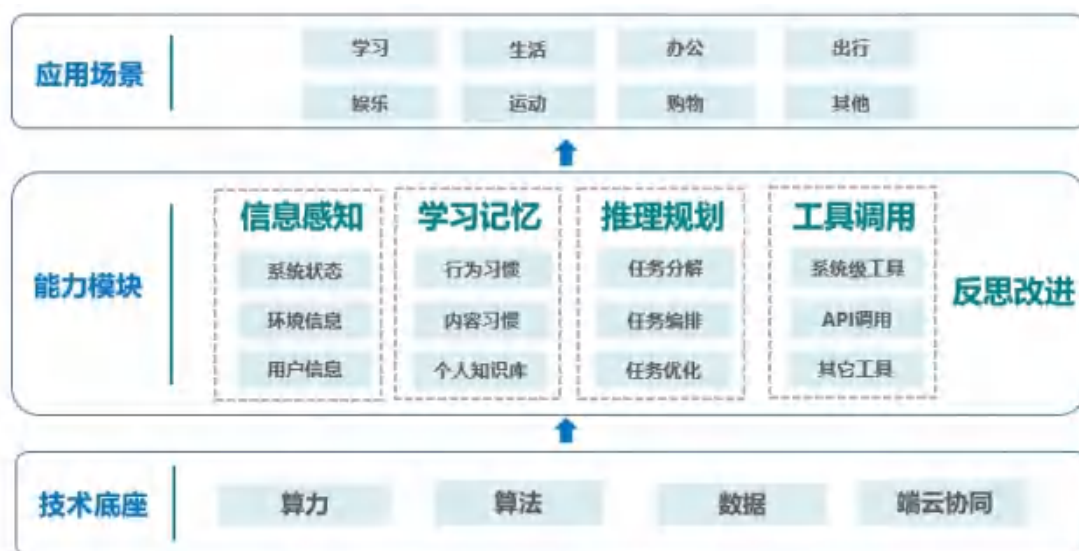 应用场景
学习 生活 办公 出行
娱乐 运动 购物 其他
能力模块
信息感知 学习记忆 推理规划 工具调用
系统状态 行为习惯 任务分解 系统级工具
环境信息 内容习惯 任务编排 API调用
用户信息 个人知识库 任务优化 其它工具
反思改进
技术底座
算力 算法 数据 端云协同